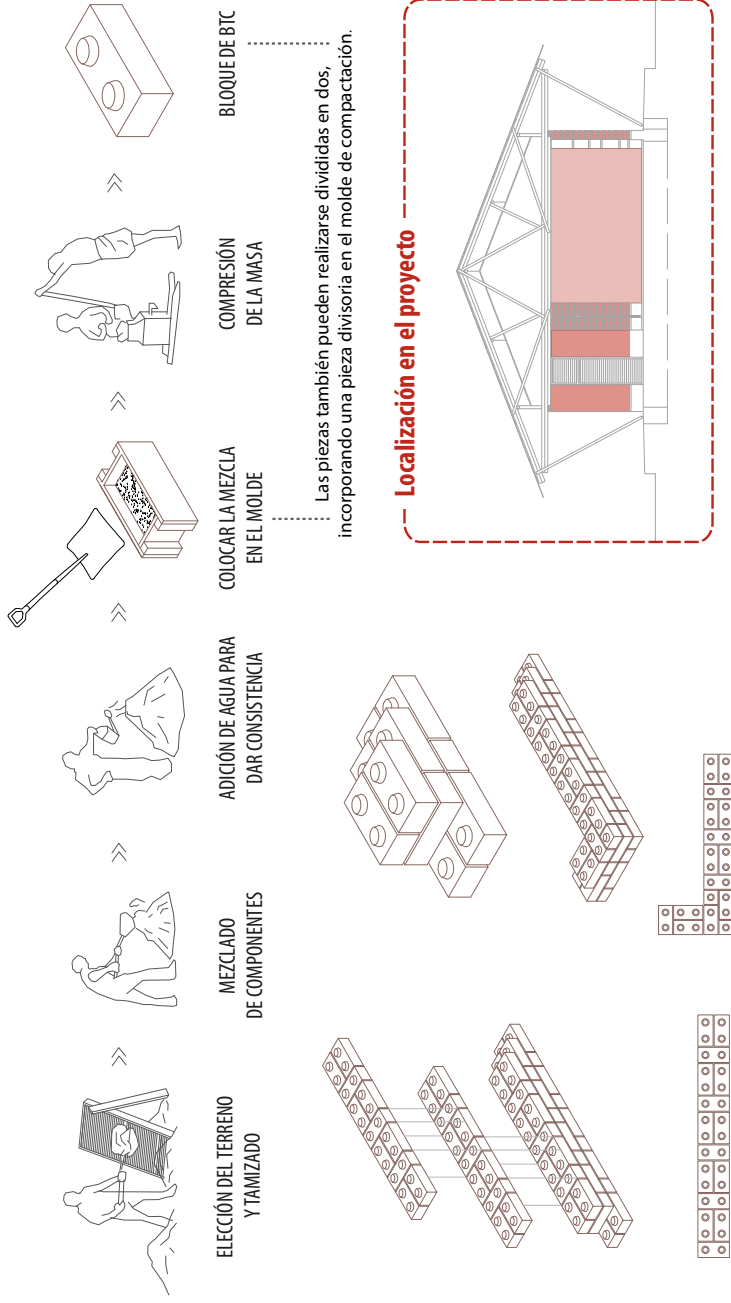 ELECCIÓN DEL TERRENO
Y TAMIZADO
MEZCLADO
DE COMPONENTES
ADICIÓN DE AGUA PARA
DAR CONSISTENCIA
COLOCAR LA MEZCLA
EN EL MOLDE
COMPRESIÓN
DE LA MASA
BLOQUE DE BTC
Las piezas también pueden realizarse divididas en dos,
incorporando una pieza divisoria en el molde de compactación.
Localización en el proyecto